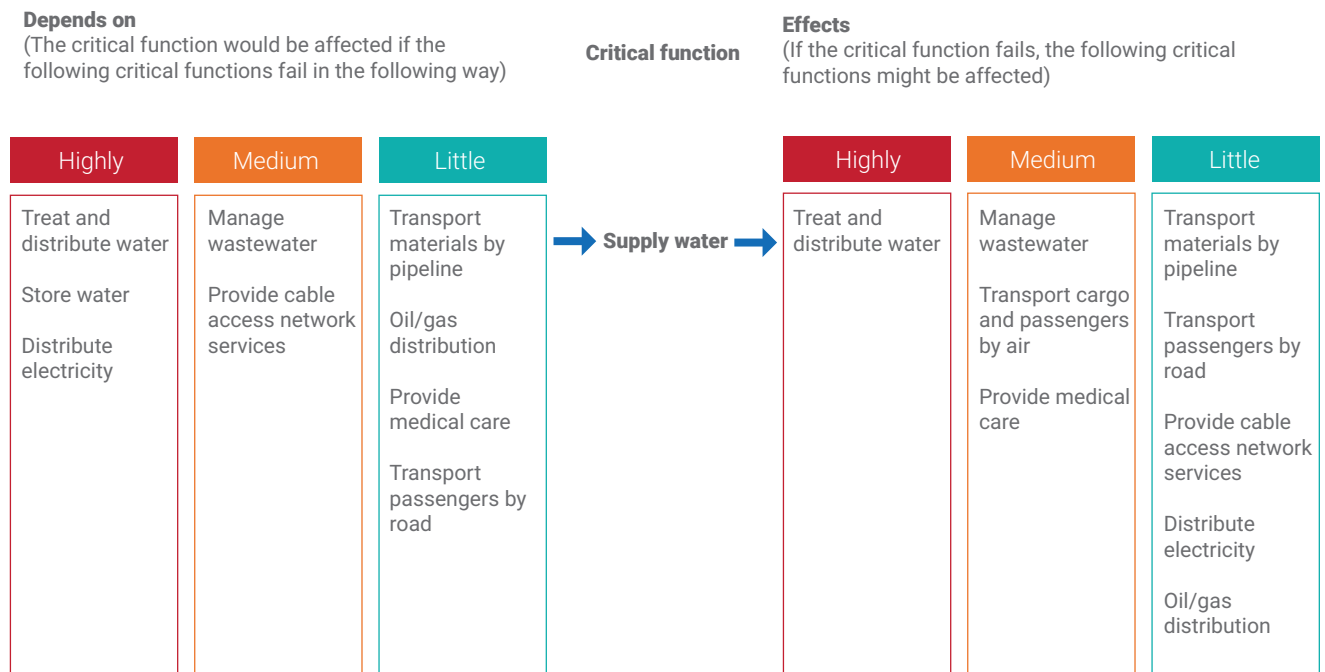 Depends on
(The critical function would be affected if the
following critical functions fail in the following way)
Critical function
Effects
(If the critical function fails, the following critical
functions might be affected)
Highly
Treat and
distribute water
Store water
Distribute
electricity
Medium
Manage
wastewater
Provide cable
access network
services
Little
Transport
materials by
pipeline
Oil/gas
distribution
Provide
medical care
Transport
passengers by
road
Supply water
Highly
Treat and
distribute water
Medium
Manage
wastewater
Transport cargo
and passengers
by air
Provide medical
care
Little
Transport
materials by
pipeline
Transport
passengers by
road
Provide cable
access network
services
Distribute
electricity
Oil/gas
distribution